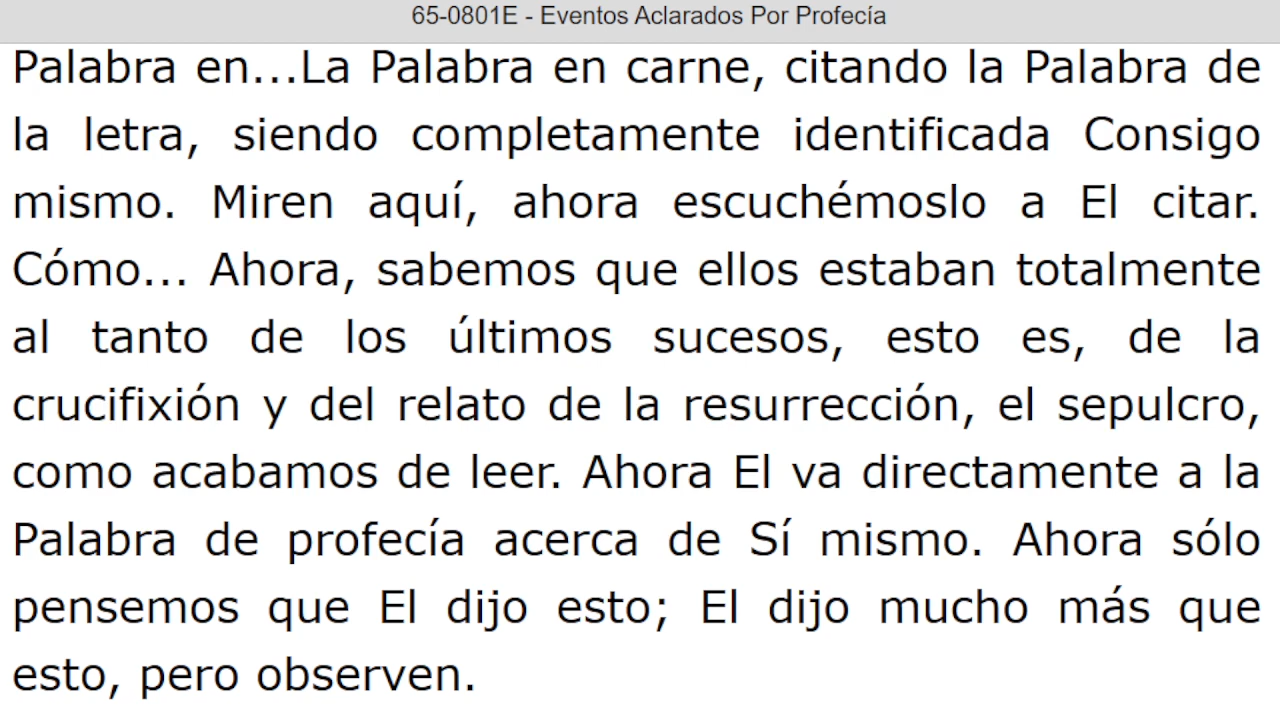 65-0801E - Eventos Aclarados Por Profecía
Palabra en...La Palabra en carne, citando la Palabra de
la letra, siendo completamente identificada Consigo
mismo. Miren aquí, ahora escuchémoslo a El citar.
Cómo... Ahora, sabemos que ellos estaban totalmente
al tanto de los últimos sucesos, esto es, de la
crucifixión y del relato de la resurrección, el sepulcro,
como acabamos de leer. Ahora El va directamente a la
Palabra de profecía acerca de Sí mismo. Ahora sólo
pensemos que El dijo esto; El dijo mucho más que
esto, pero observen.